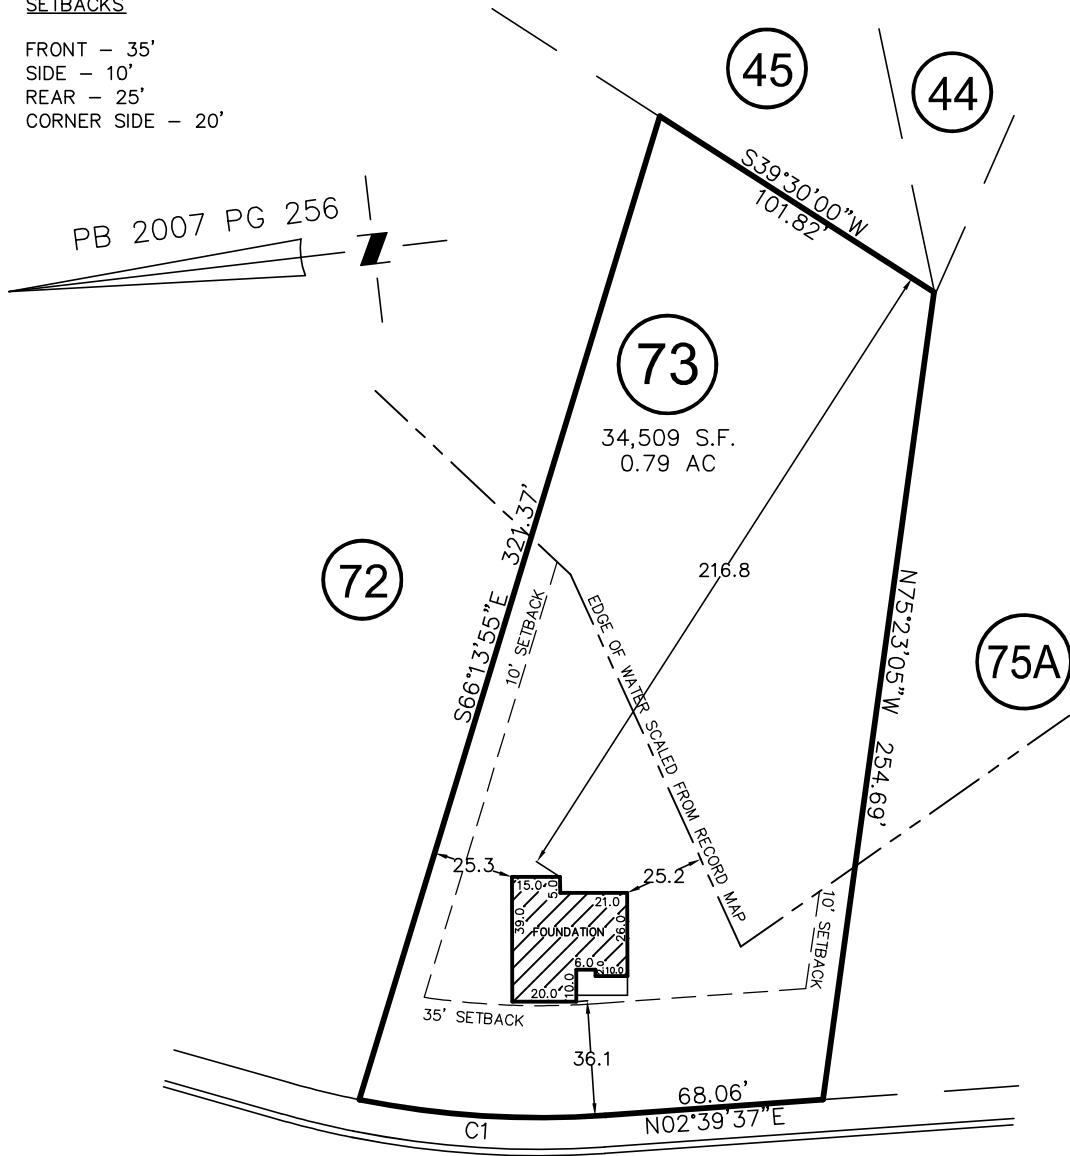 SETBACKS
FRONT – 35'
SIDE – 10'
REAR – 25'
CORNER SIDE – 20'
45
44
PB 2007 PG 256
S39°30'00"W
101.82'
73
34,509 S.F.
0.79 AC
321.37'
S66°13'55"E
72
216.8
N75°23'05"W 254.69'
75A
10' SETBACK
EDGE OF WATER SCALED FROM RECORD MAP
25.3
25.2
15.0
5.0
21.0
39.0
FOUNDATION
26.0
6.0
2.0
10.0
20.0
10.0
10' SETBACK
35' SETBACK
36.1
68.06'
N02°39'37"E
C1